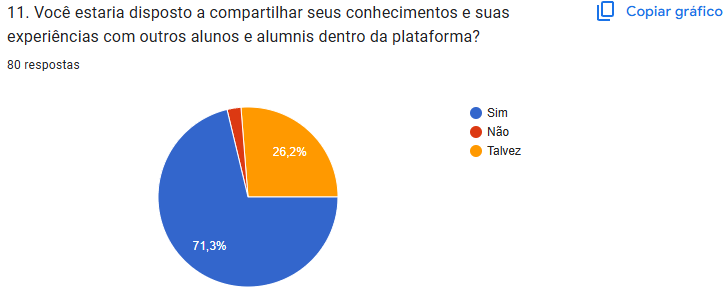 11. Você estaria disposto a compartilhar seus conhecimentos e suas
experiências com outros alunos e alumnis dentro da plataforma?
Copiar gráfico
80 respostas
Sim
Não
Talvez
26,2%
71,3%